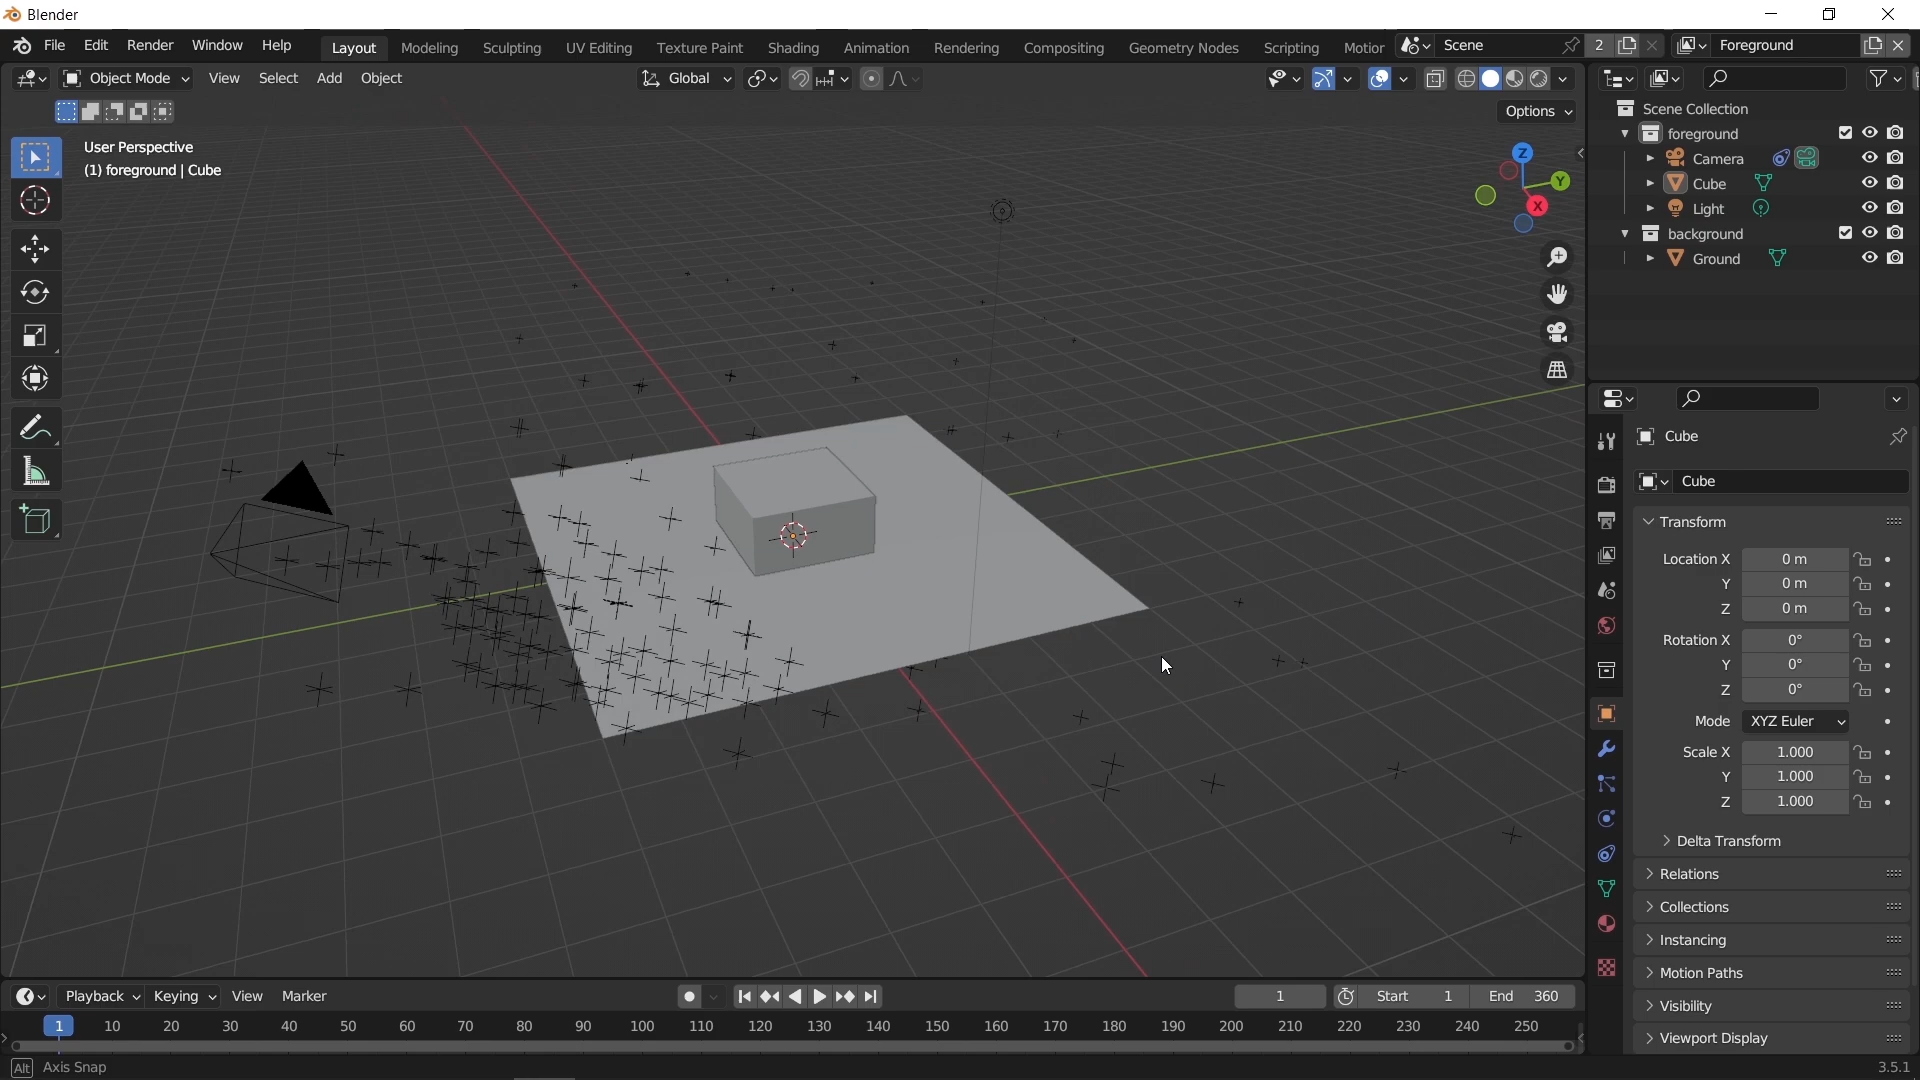 Blender
File Edit Render Window Help Layout Modeling Sculpting UV Editing Texture Paint Shading Animation Rendering Compositing Geometry Nodes Scripting Motior Scene 2 Foreground
Object Mode View Select Add Object Global
Options
User Perspective
(1) foreground | Cube
Z
Y
X
Scene Collection
foreground
Camera
Cube
Light
background
Ground
Cube
Cube
Transform
Location X 0 m
Y 0 m
Z 0 m
Rotation X 0°
Y 0°
Z 0°
Mode XYZ Euler
Scale X 1.000
Y 1.000
Z 1.000
Delta Transform
Relations
Collections
Instancing
Motion Paths
Visibility
Viewport Display
Playback Keying View Marker 1 Start 1 End 360
1 10 20 30 40 50 60 70 80 90 100 110 120 130 140 150 160 170 180 190 200 210 220 230 240 250
Alt Axis Snap 3.5.1